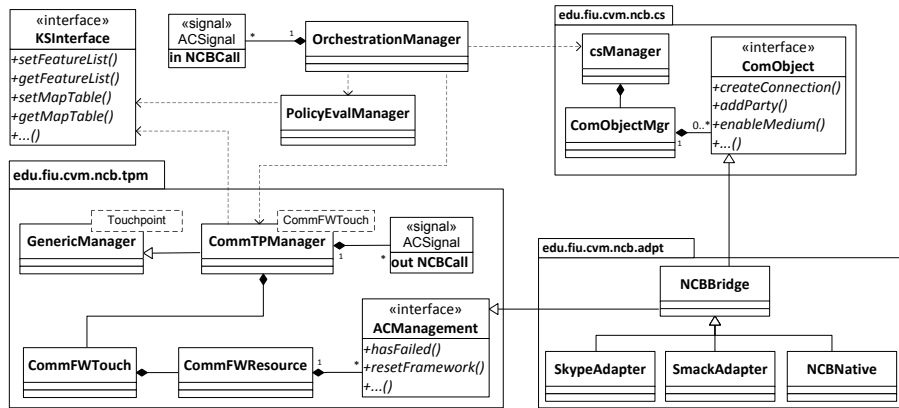 «interface»
KSInterface
+setFeatureList()
+getFeatureList()
+setMapTable()
+getMapTable()
+...()
«signal»
ACSignal
in NCBCall
*
1
OrchestrationManager
PolicyEvalManager
edu.fiu.cvm.ncb.cs
csManager
ComObjectMgr
0..*
1
«interface»
ComObject
+createConnection()
+addParty()
+enableMedium()
+...()
edu.fiu.cvm.ncb.tpm
Touchpoint
GenericManager
CommFWTouch
CommTPManager
1
*
«signal»
ACSignal
out NCBCall
CommFWTouch
CommFWResource
1
*
«interface»
ACManagement
+hasFailed()
+resetFramework()
+...()
edu.fiu.cvm.ncb.adpt
NCBBridge
SkypeAdapter
SmackAdapter
NCBNative